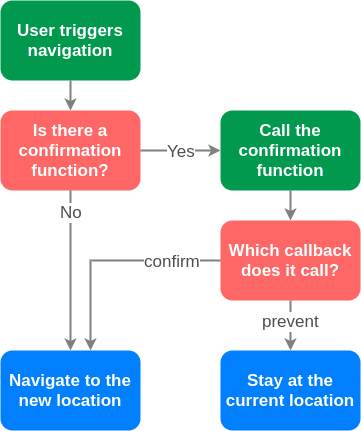 User triggers
navigation
Is there a
confirmation
function?
Yes
Call the
confirmation
function
No
Which callback
does it call?
confirm
prevent
Navigate to the
new location
Stay at the
current location